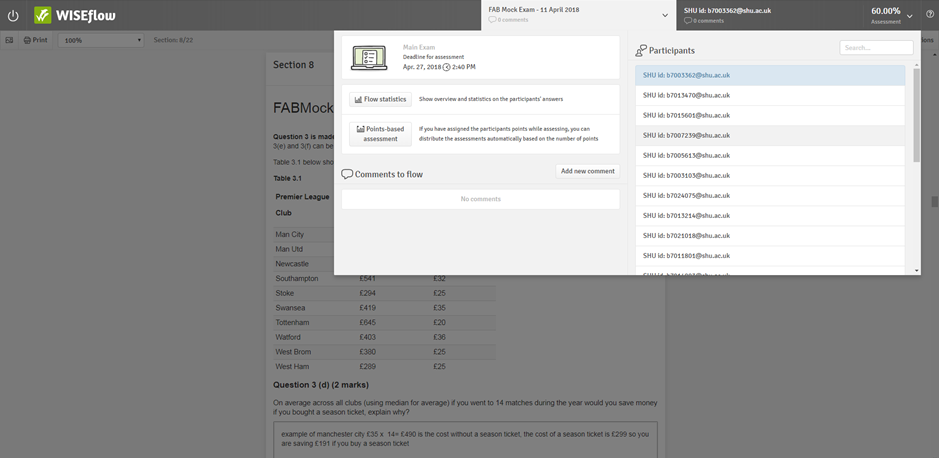 WISEflow
FAB Mock Exam - 11 April 2018
0 comments
SHU id: b7003362@shu.ac.uk
0 comments
60.00%
Assessment
Print
100%
Section: 8/22
Main Exam
Deadline for assessment
Apr. 27, 2018 2:40 PM
Flow statistics
Show overview and statistics on the participants' answers
Points-based
assessment
If you have assigned the participants points while assessing, you can
distribute the assessments automatically based on the number of points
Comments to flow
Add new comment
No comments
Participants
Search...
SHU id: b7003362@shu.ac.uk
SHU id: b7013470@shu.ac.uk
SHU id: b7015601@shu.ac.uk
SHU id: b7007239@shu.ac.uk
SHU id: b7005613@shu.ac.uk
SHU id: b7003103@shu.ac.uk
SHU id: b7024075@shu.ac.uk
SHU id: b7013214@shu.ac.uk
SHU id: b7021018@shu.ac.uk
SHU id: b7011801@shu.ac.uk
Section 8
FABMock
Question 3 is made
3(e) and 3(f) can be
Table 3.1 below sho
Table 3.1
Premier League
Club
Man City
Man Utd
Newcastle
Southampton £541 £32
Stoke £294 £25
Swansea £419 £35
Tottenham £645 £20
Watford £403 £36
West Brom £380 £25
West Ham £289 £25
Question 3 (d) (2 marks)
On average across all clubs (using median for average) if you went to 14 matches during the year would you save money
if you bought a season ticket, explain why?
example of manchester city £35 x 14= £490 is the cost without a season ticket, the cost of a season ticket is £299 so you
are saving £191 if you buy a season ticket